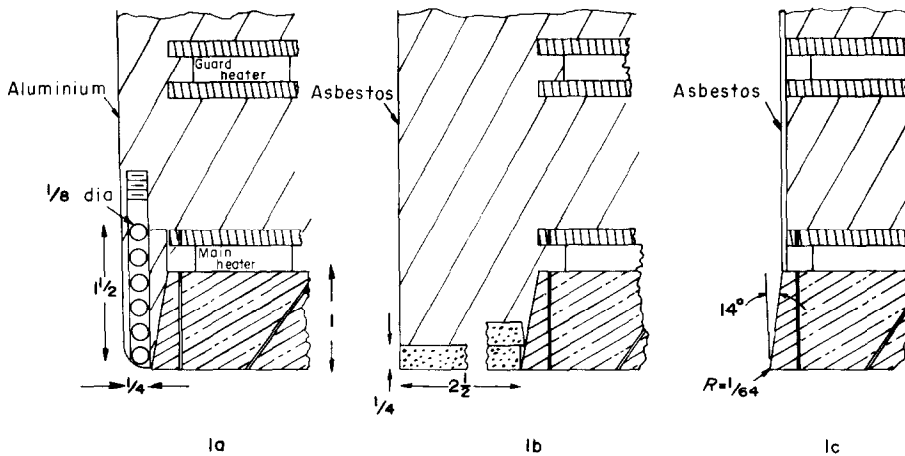 Guard
heater
Aluminium
1/8 dia
1 1/2
Main
heater
1/4
1a
Asbestos
1/4
2 1/2
1b
Asbestos
14°
R=1/64
1c